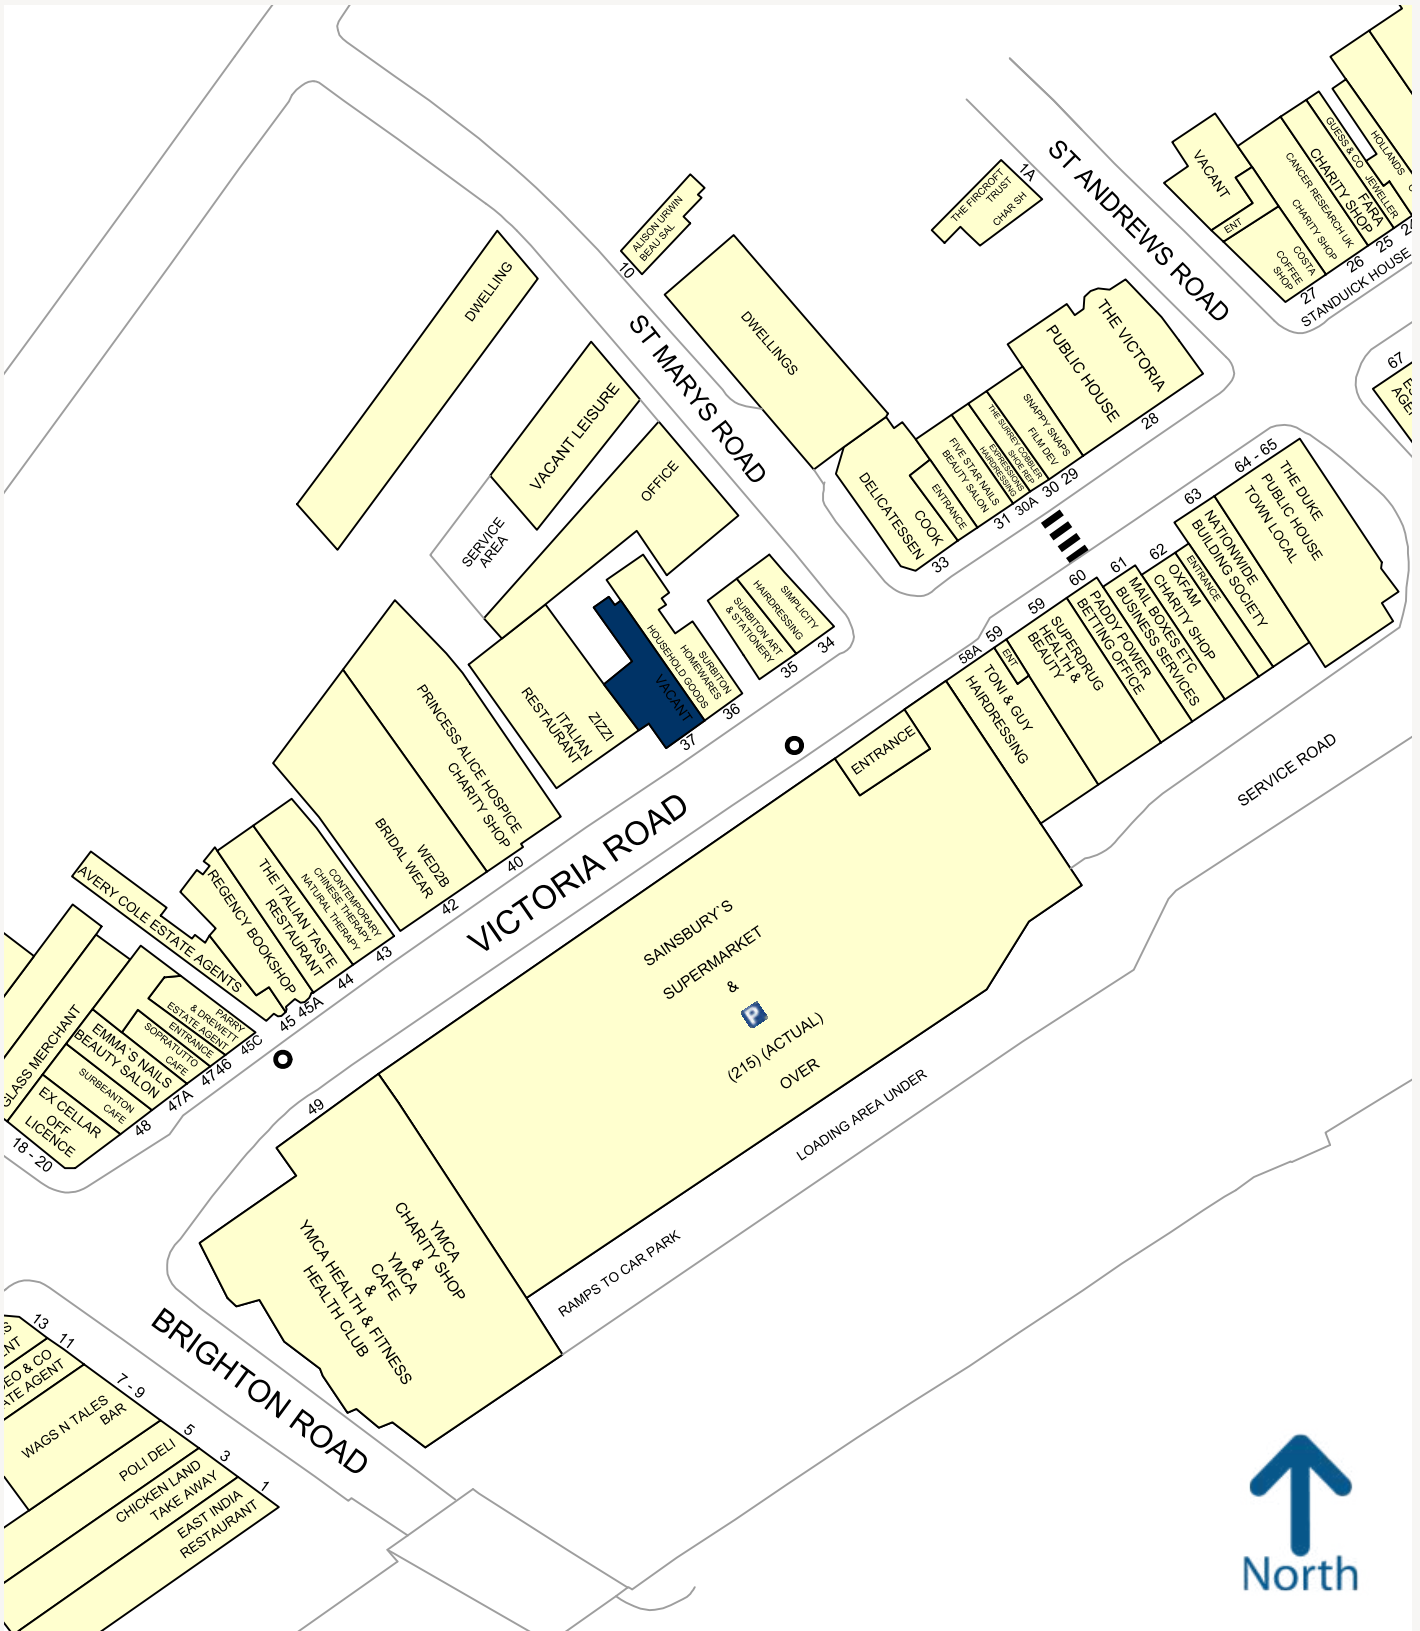 ST ANDREWS ROAD
VACANT
ENT
COSTA
COFFEE
SHOP
27
CANCER RESEARCH UK
CHARITY SHOP
26
FARA
CHARITY SHOP
25
GUESS & CO JEWELLER
HOLLANDS
STANDUICK HOUSE
67
1A
THE FIRCROFT
TRUST
CHAR SH
ALISON URWIN
BEAU SAL
10
DWELLING
DWELLINGS
ST MARYS ROAD
VACANT LEISURE
OFFICE
SERVICE
AREA
THE VICTORIA
PUBLIC HOUSE
28
SNAPPY SNAPS
FILM DEV
29
THE SURREY COBBLER
SHOE REP
30
EXPRESSIONS
HAIRDRESSING
30A
FIVE STAR NAILS
BEAUTY SALON
31
ENTRANCE
COOK
DELICATESSEN
33
64 - 65
THE DUKE
PUBLIC HOUSE
TOWN LOCAL
63
NATIONWIDE
BUILDING SOCIETY
ENTRANCE
62
OXFAM
CHARITY SHOP
61
MAIL BOXES ETC
BUSINESS SERVICES
60
PADDY POWER
BETTING OFFICE
59
SUPERDRUG
HEALTH &
BEAUTY
59
ENT
58A
TONI & GUY
HAIRDRESSING
SERVICE ROAD
SIMPLICITY
HAIRDRESSING
34
SURBITON ART
& STATIONERY
35
SURBITON
HOMEWARES
HOUSEHOLD GOODS
36
VACANT
37
ZIZZI
ITALIAN
RESTAURANT
PRINCESS ALICE HOSPICE
CHARITY SHOP
40
WED2B
BRIDAL WEAR
42
VICTORIA ROAD
ENTRANCE
CONTEMPORARY
CHINESE THERAPY
NATURAL THERAPY
43
THE ITALIAN TASTE
RESTAURANT
44
REGENCY BOOKSHOP
45A
AVERY COLE ESTATE AGENTS
45
PARRY
& DREWETT
ESTATE AGENT
45C
ENTRANCE
46
SOPRATUTTO
CAFE
47
EMMA`S NAILS
BEAUTY SALON
47A
SURBEANTON
CAFE
48
EX CELLAR
OFF
LICENCE
18 - 20
GLASS MERCHANT
SAINSBURY`S
SUPERMARKET
&
P
(215) (ACTUAL)
OVER
LOADING AREA UNDER
RAMPS TO CAR PARK
49
YMCA
CHARITY SHOP
&
YMCA
CAFE
&
YMCA HEALTH & FITNESS
HEALTH CLUB
BRIGHTON ROAD
13
11
7 - 9
WAGS N TALES
BAR
5
POLI DELI
3
CHICKEN LAND
TAKE AWAY
1
EAST INDIA
RESTAURANT
North